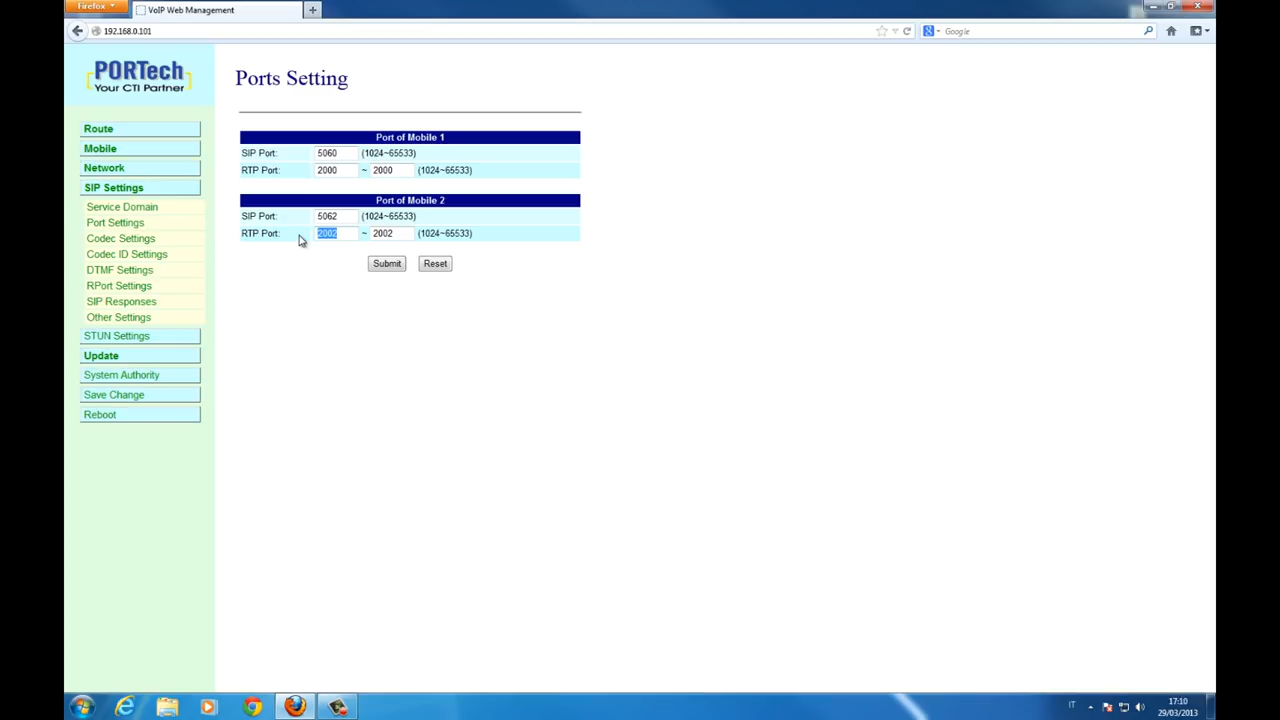 Firefox
VoIP Web Management
192.168.0.101
Google
PORTech
Your CTI Partner
Ports Setting
Route
Mobile
Network
SIP Settings
Service Domain
Port Settings
Codec Settings
Codec ID Settings
DTMF Settings
RPort Settings
SIP Responses
Other Settings
STUN Settings
Update
System Authority
Save Change
Reboot
Port of Mobile 1
SIP Port: 5060 (1024~65533)
RTP Port: 2000 ~ 2000 (1024~65533)
Port of Mobile 2
SIP Port: 5062 (1024~65533)
RTP Port: 2002 ~ 2002 (1024~65533)
Submit Reset
IT
17:10
29/03/2013